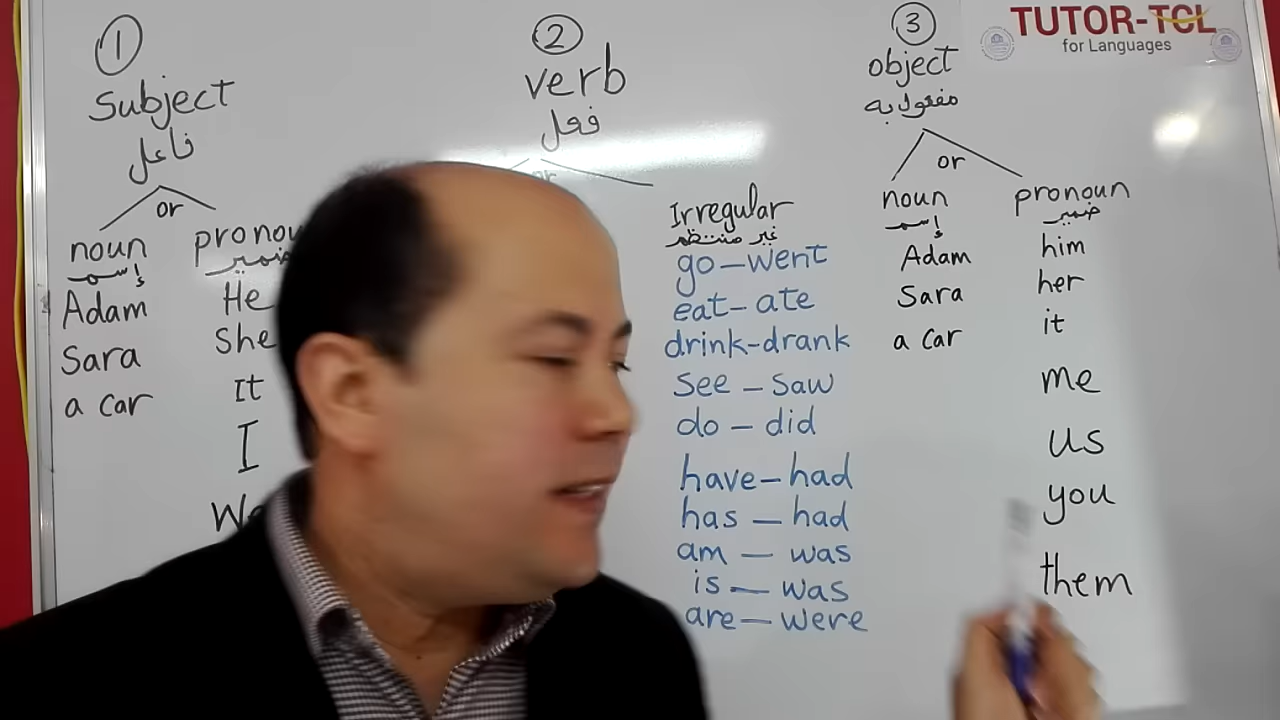 1
Subject
فاعل
or
noun
إسم
Adam
Sara
a car
ضمير
He
She
It
I
2
verb
فعل
or
Irregular
غير منتظم
go — went
eat - ate
drink - drank
see - saw
do - did
have - had
has - had
am - was
is - was
are - were
3
object
مفعول به
or
noun
إسم
Adam
Sara
a car
pronoun
ضمير
him
her
it
me
us
you
them
TUTOR-TCL
for Languages